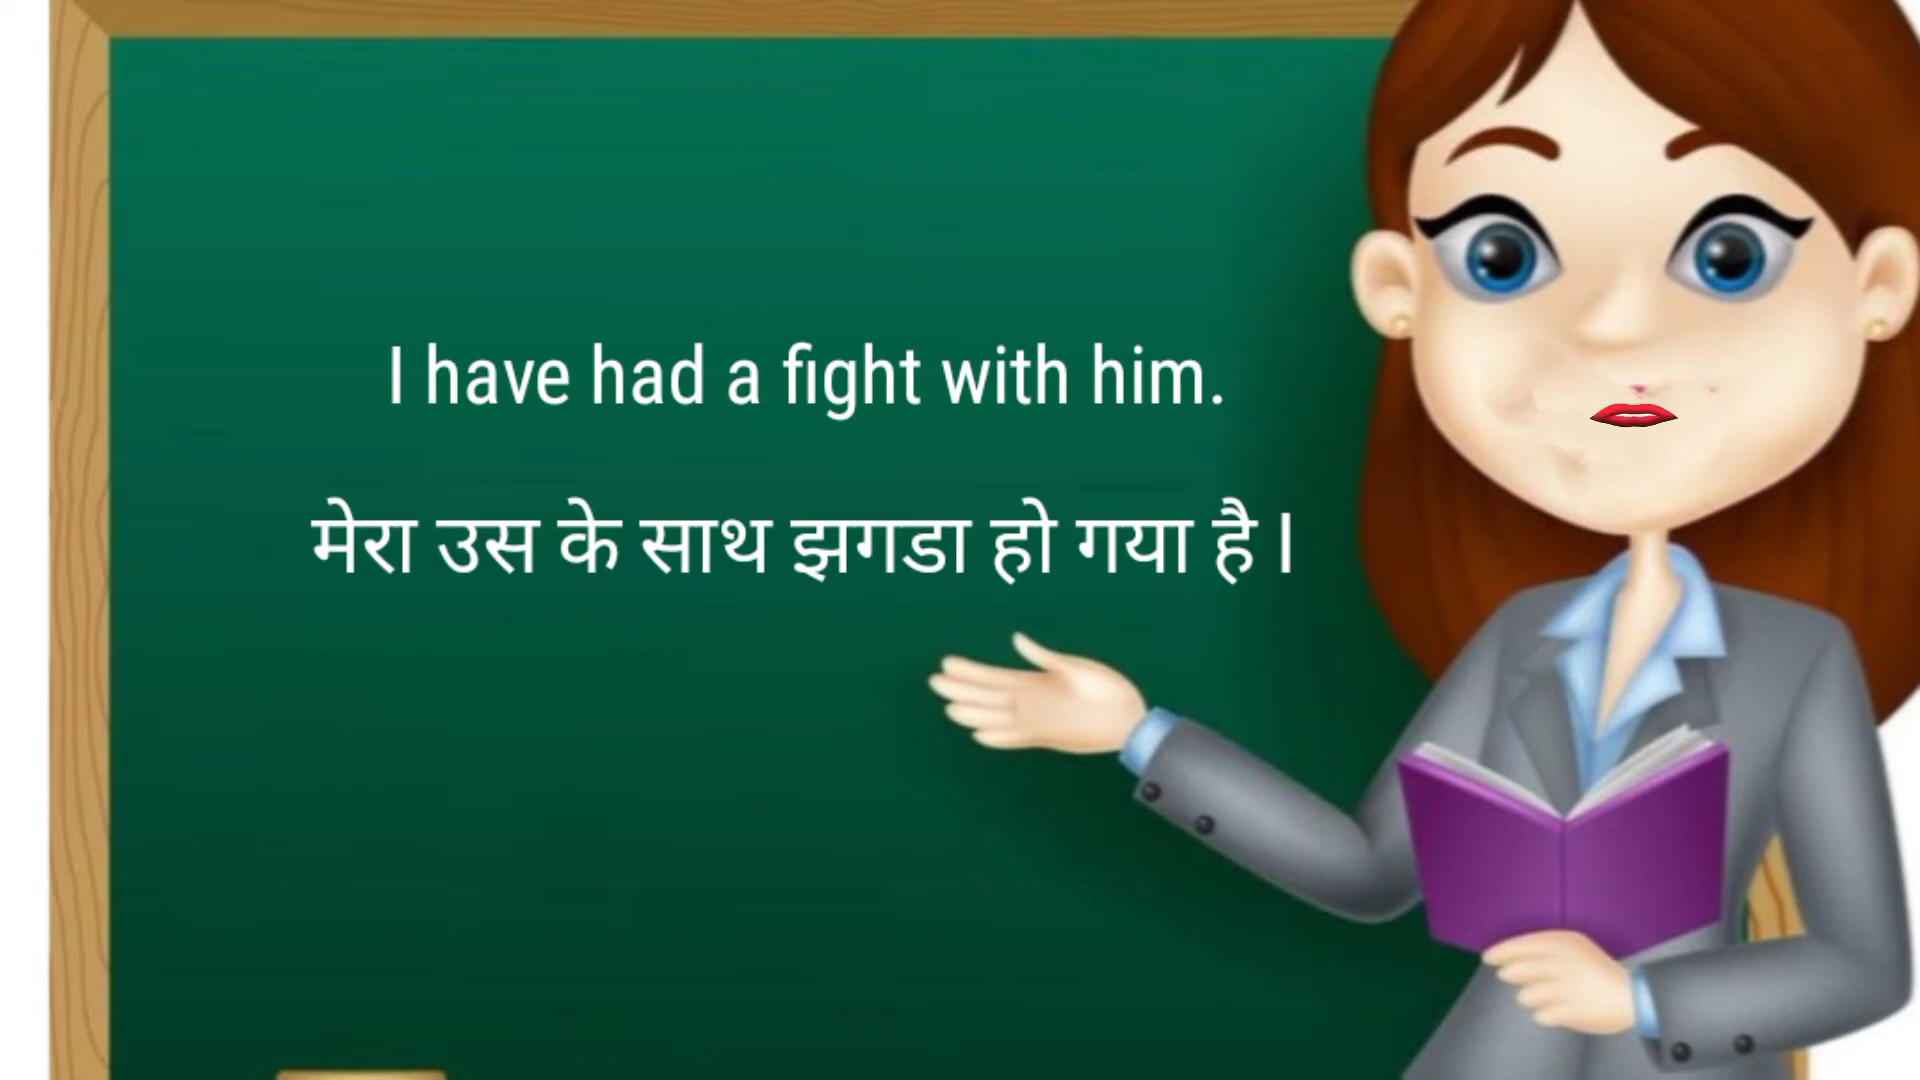 I have had a fight with him.
मेरा उस के साथ झगडा हो गया है I